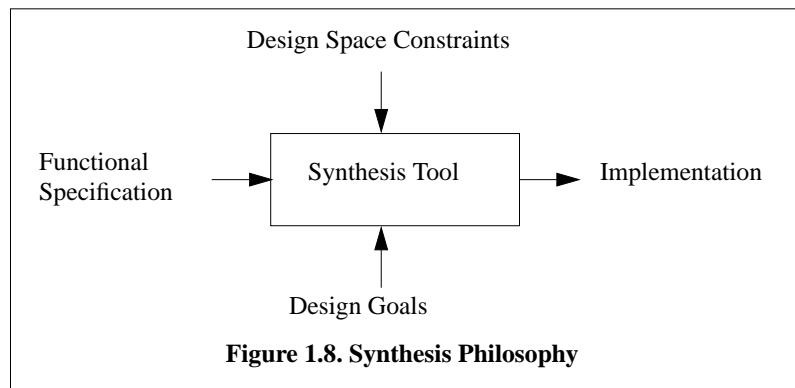 Design Space Constraints
Functional
Specification
Synthesis Tool
Implementation
Design Goals
Figure 1.8. Synthesis Philosophy